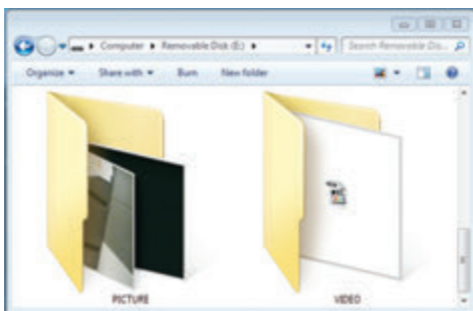 Computer ▸ Removable Disk (E:) ▸ Search Removable Dis...
Organize Share with Burn New folder
PICTURE VIDEO